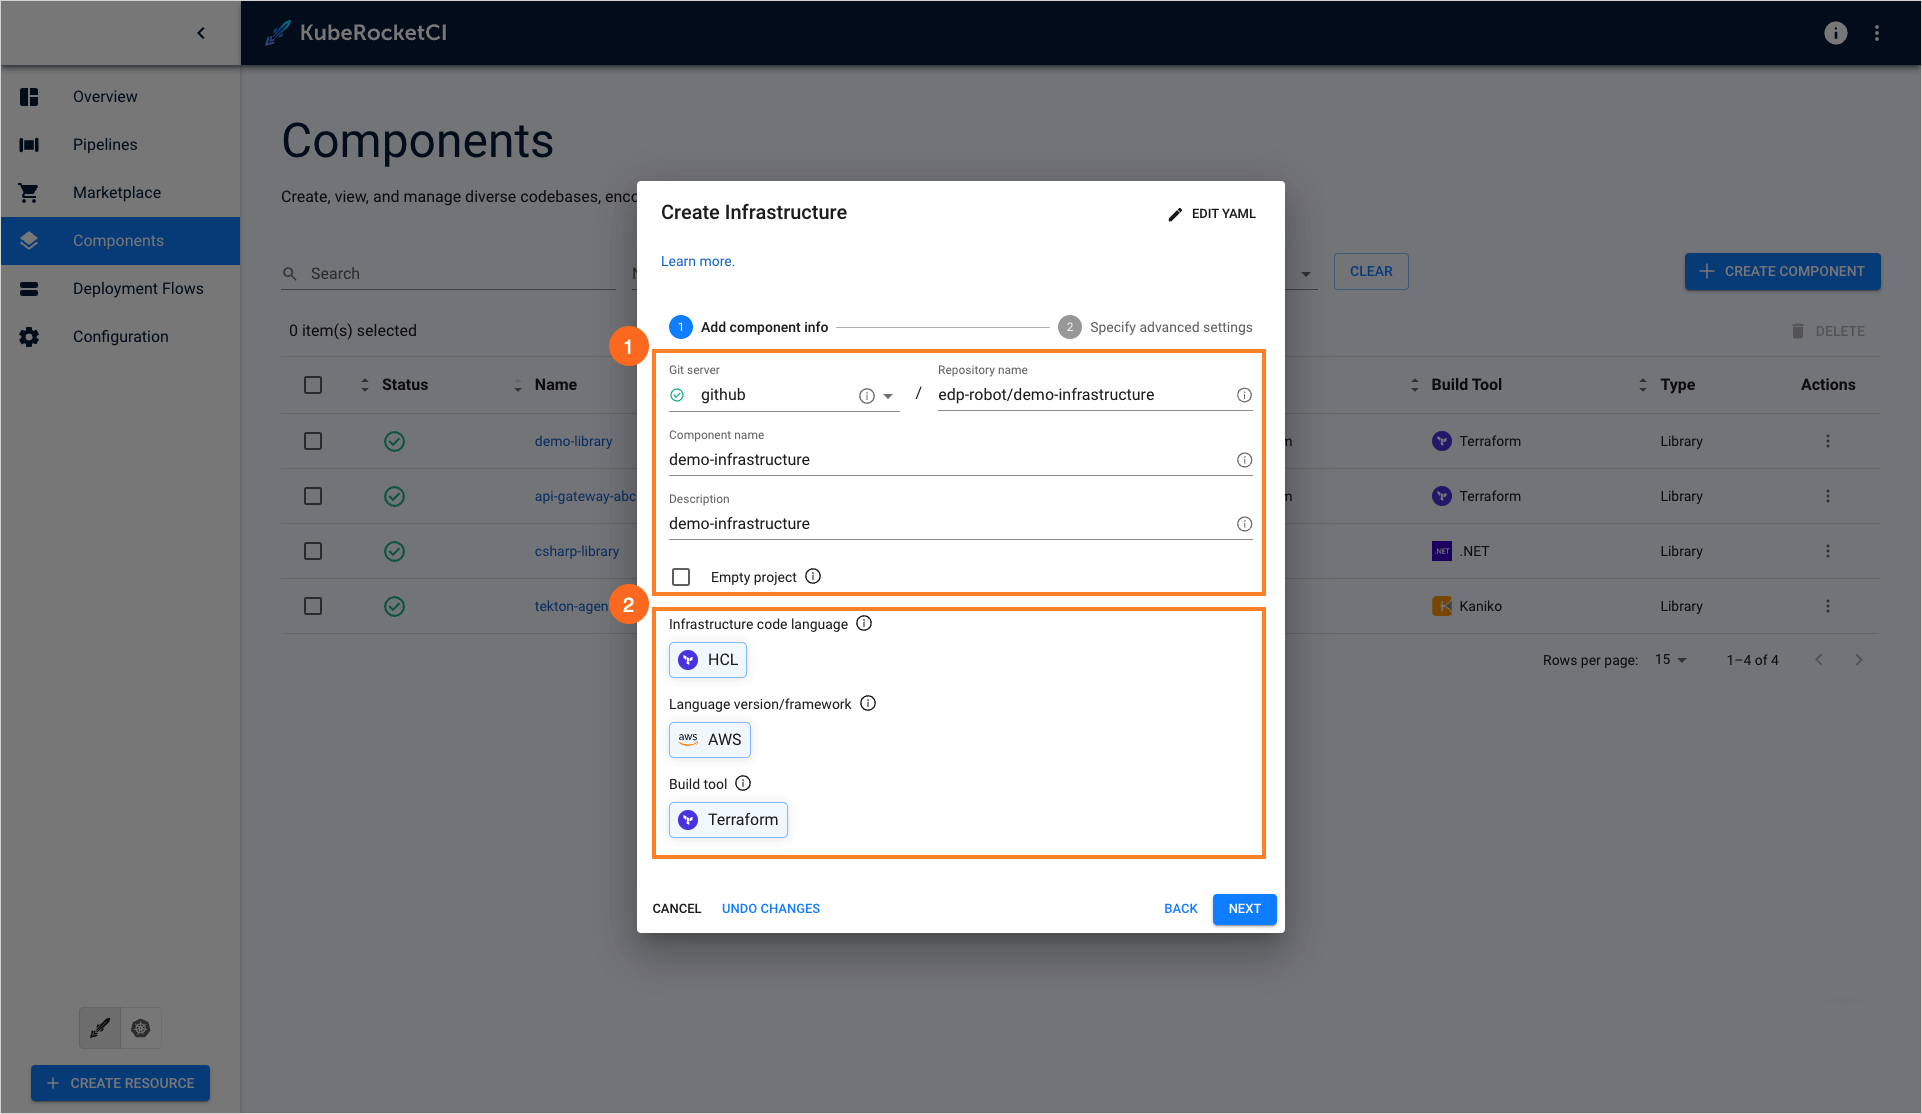 KubeRocketCI
Overview
Pipelines
Marketplace
Components
Deployment Flows
Configuration
CREATE RESOURCE
Components
Create, view, and manage diverse codebases, enco
Search
CLEAR
CREATE COMPONENT
0 item(s) selected
DELETE
Status Name Build Tool Type Actions
demo-library Terraform Library
api-gateway-abc Terraform Library
csharp-library .NET .NET Library
tekton-agen Kaniko Library
Rows per page: 15 1–4 of 4
Create Infrastructure
EDIT YAML
Learn more.
1 Add component info 2 Specify advanced settings
1
Git server Repository name
github / edp-robot/demo-infrastructure
Component name
demo-infrastructure
Description
demo-infrastructure
Empty project
2
Infrastructure code language
HCL
Language version/framework
aws AWS
Build tool
Terraform
CANCEL UNDO CHANGES BACK NEXT